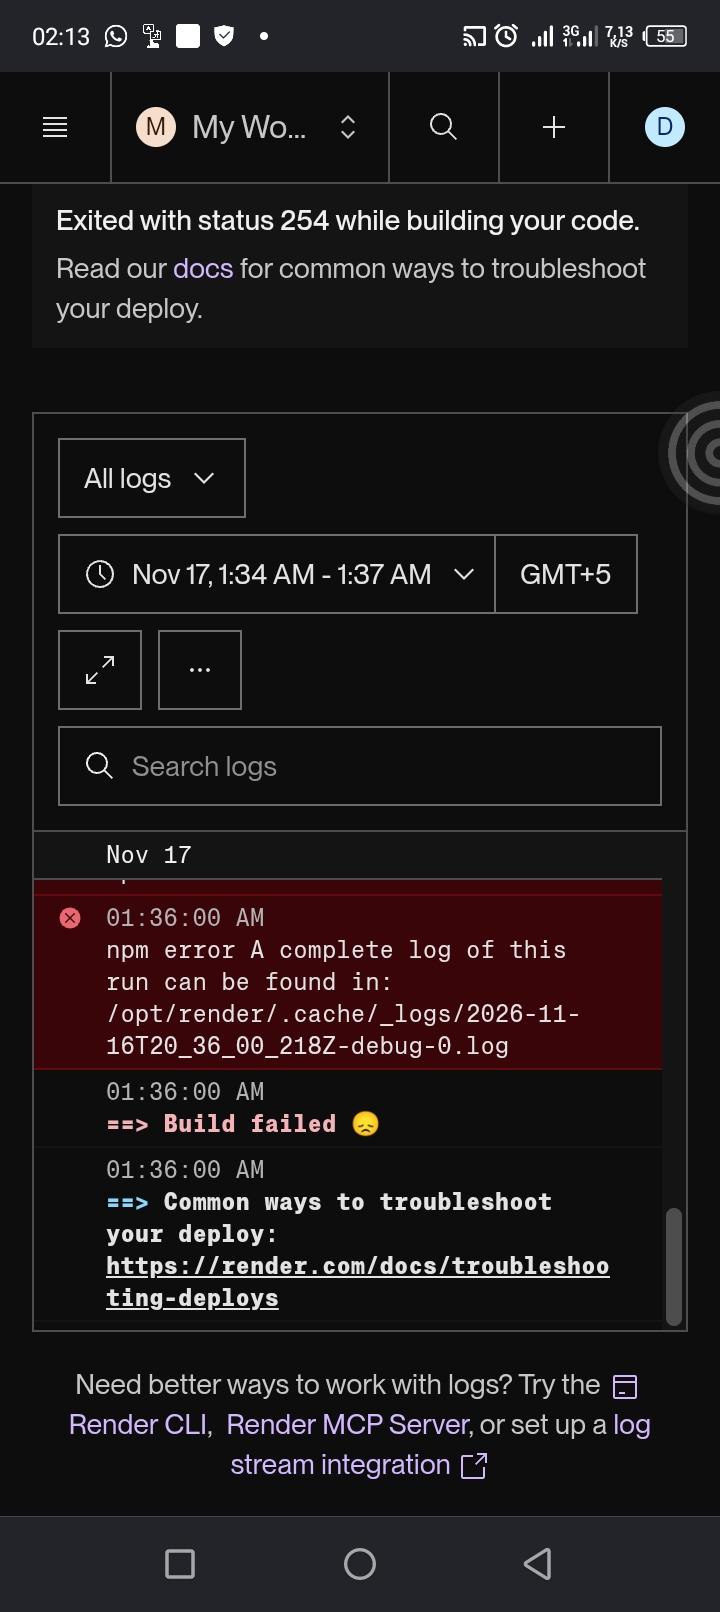 02:13
3G
7,13
K/S
55
M My Wo...
D
Exited with status 254 while building your code.
Read our docs for common ways to troubleshoot
your deploy.
All logs
Nov 17, 1:34 AM - 1:37 AM
GMT+5
...
Search logs
Nov 17
01:36:00 AM
npm error A complete log of this
run can be found in:
/opt/render/.cache/_logs/2026-11-
16T20_36_00_218Z-debug-0.log
01:36:00 AM
==> Build failed 😞
01:36:00 AM
==> Common ways to troubleshoot
your deploy:
https://render.com/docs/troubleshoo
ting-deploys
Need better ways to work with logs? Try the
Render CLI, Render MCP Server, or set up a log
stream integration